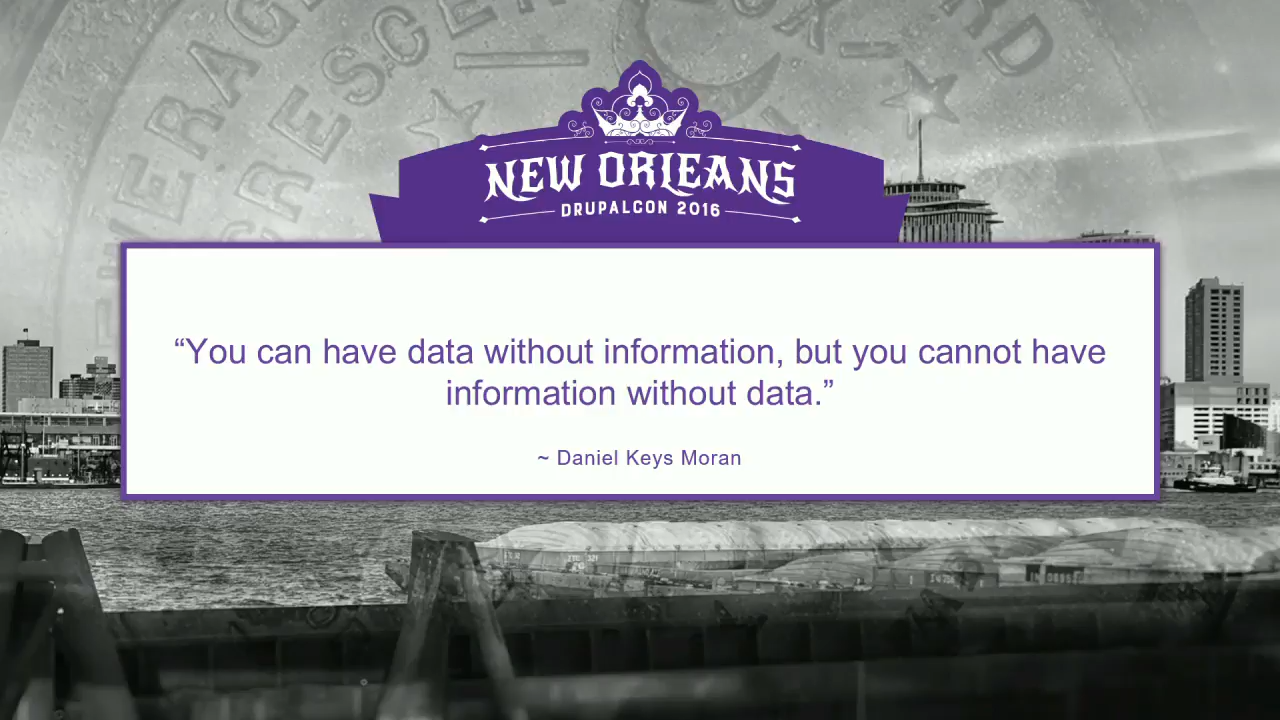 CRESCENT
NEW ORLEANS
DRUPALCON 2016
“You can have data without information, but you cannot have
information without data.”
~ Daniel Keys Moran